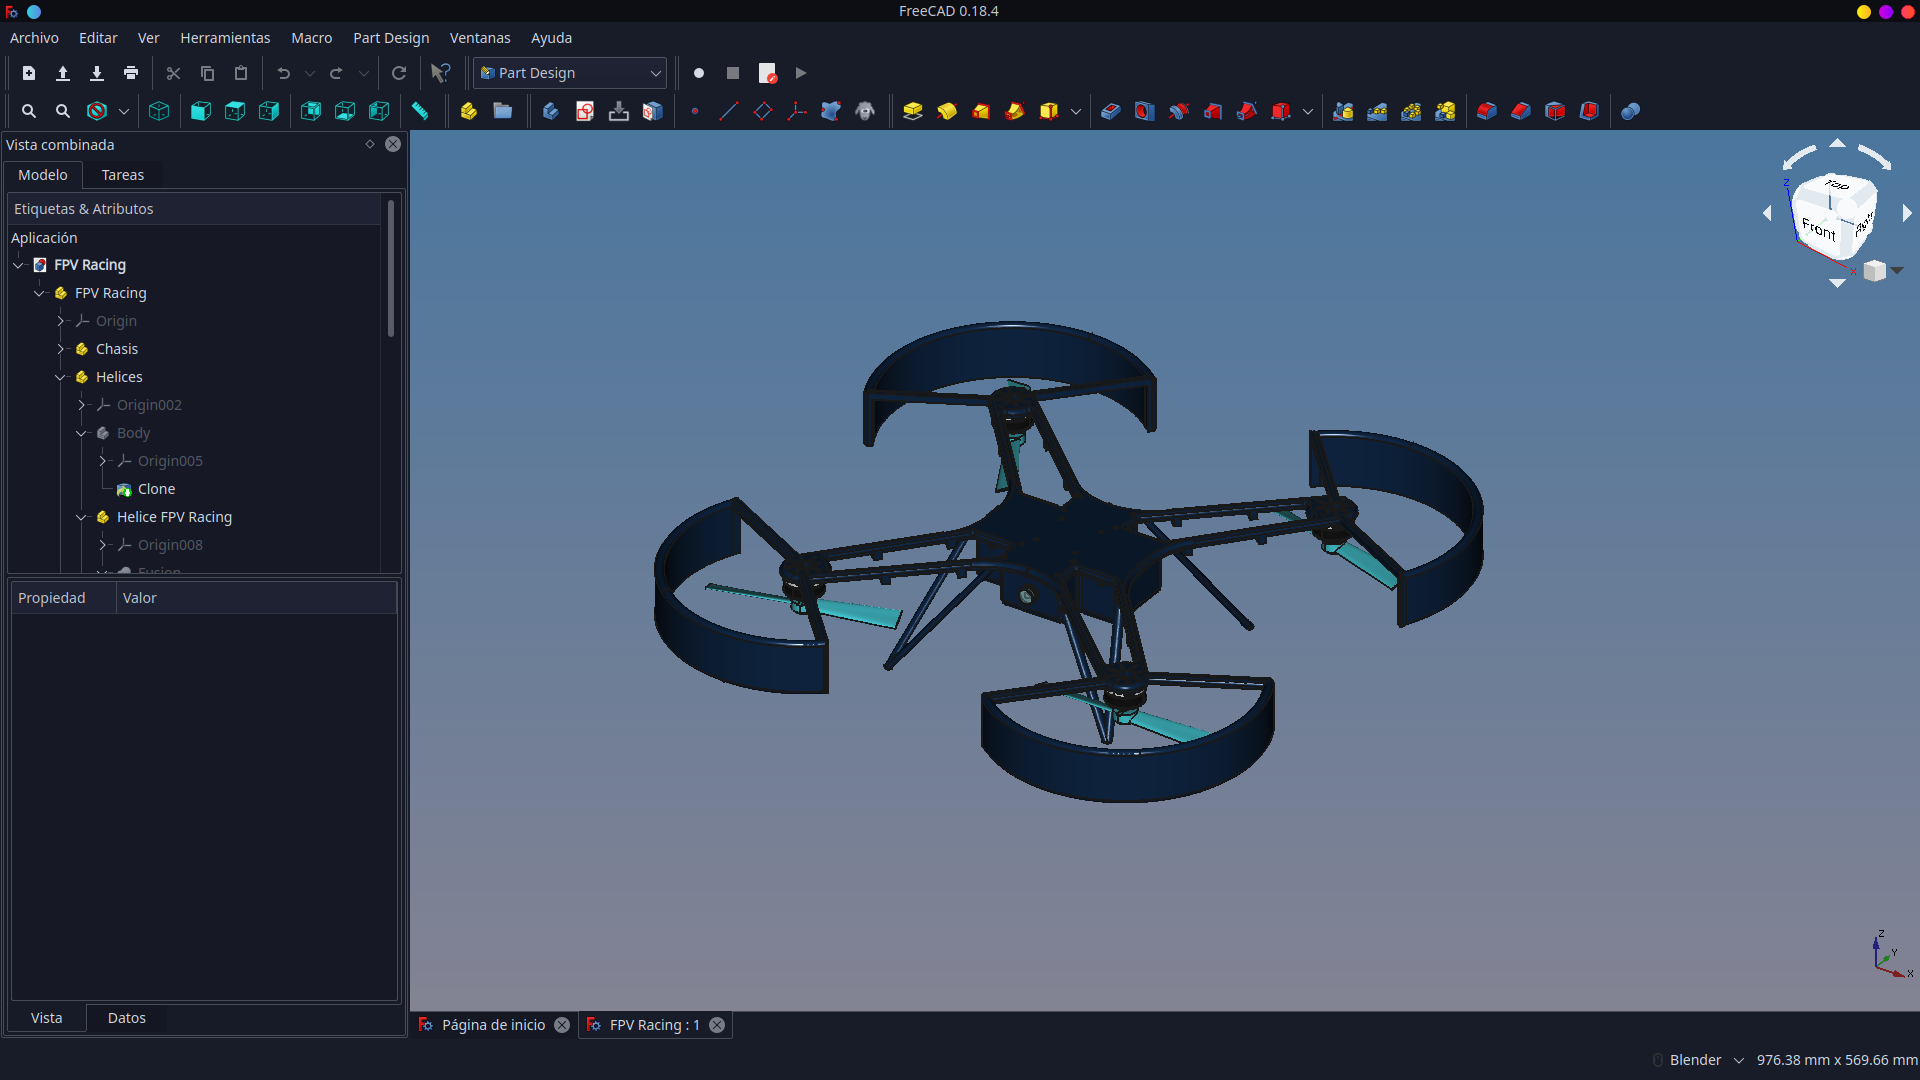 FreeCAD 0.18.4
Archivo Editar Ver Herramientas Macro Part Design Ventanas Ayuda
Part Design
Vista combinada
Modelo Tareas
Etiquetas & Atributos
Aplicación
FPV Racing
FPV Racing
Origin
Chasis
Helices
Origin002
Body
Origin005
Clone
Helice FPV Racing
Origin008
Fusion
Propiedad Valor
Vista Datos
Top
Front
Right
Z
X
Z
Y
X
Página de inicio
FPV Racing : 1
Blender
976.38 mm x 569.66 mm